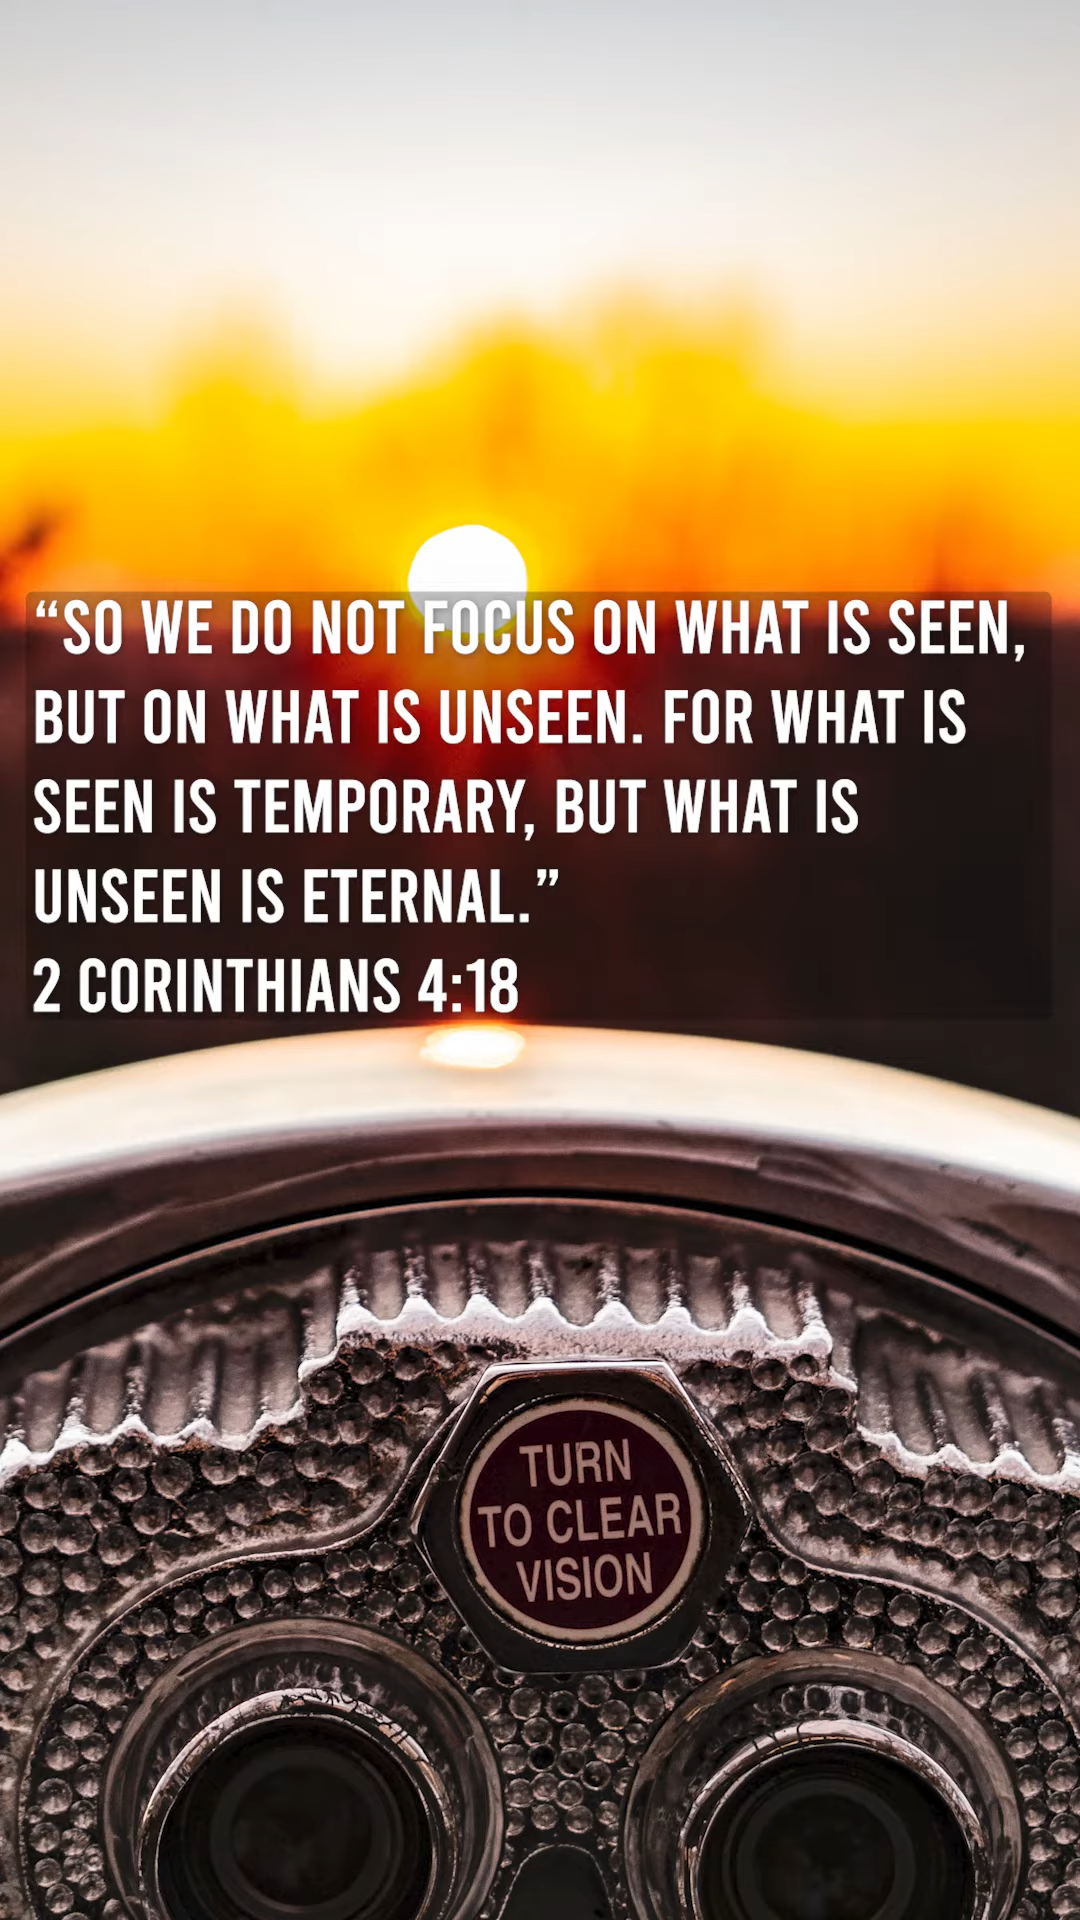 “SO WE DO NOT FOCUS ON WHAT IS SEEN,
BUT ON WHAT IS UNSEEN. FOR WHAT IS
SEEN IS TEMPORARY, BUT WHAT IS
UNSEEN IS ETERNAL.”
2 CORINTHIANS 4:18
TURN
TO CLEAR
VISION